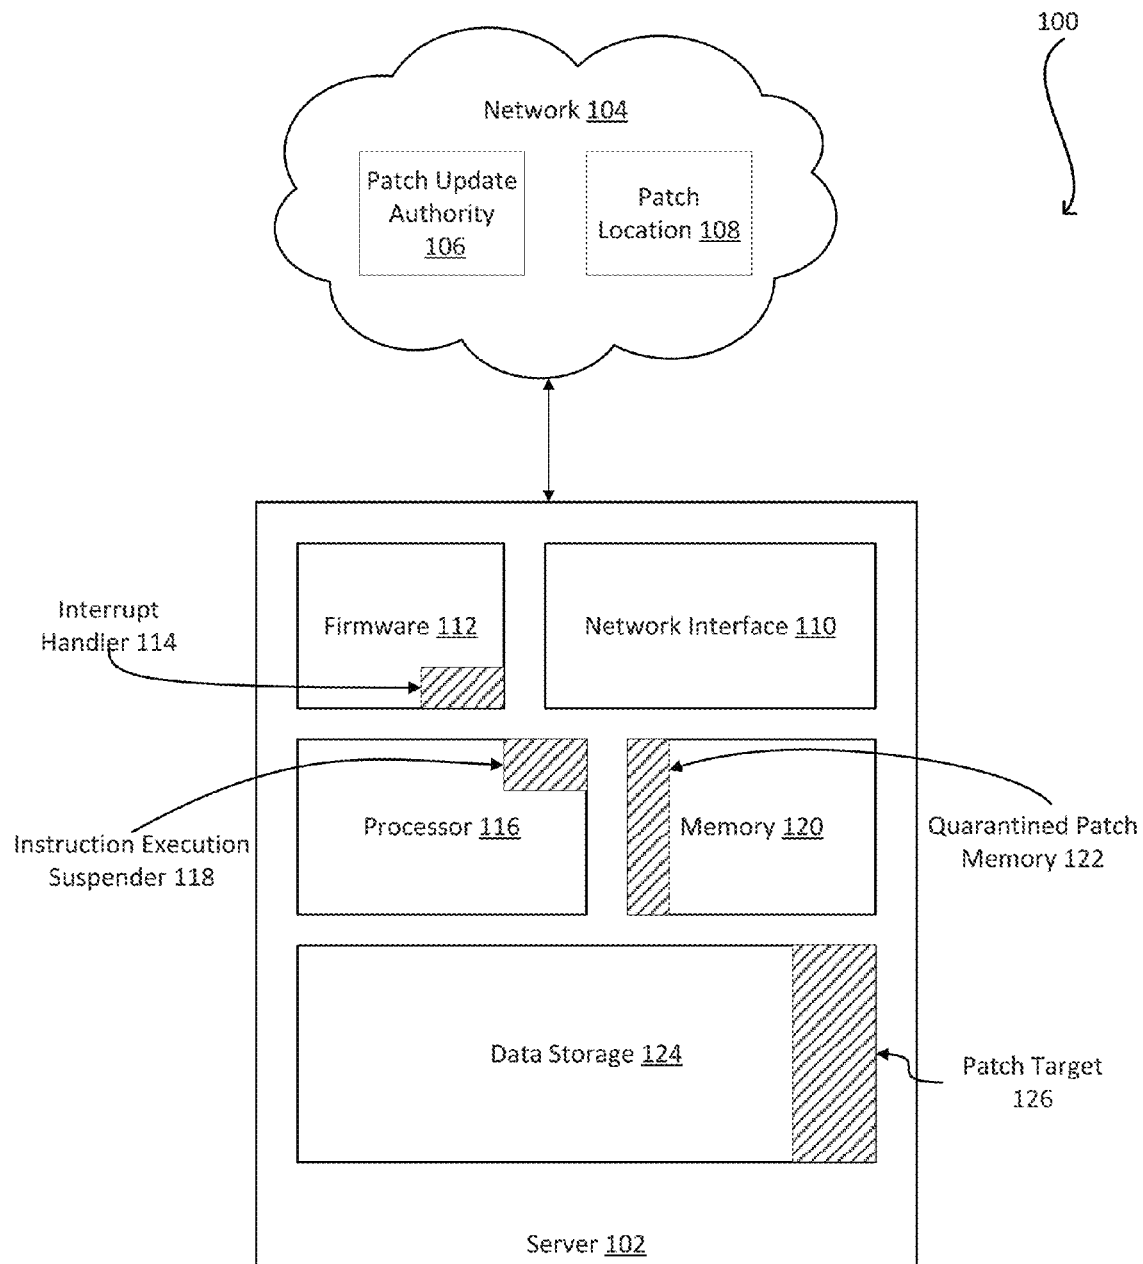 100
Network 104
Patch Update
Authority
106
Patch
Location 108
Interrupt
Handler 114
Firmware 112
Network Interface 110
Instruction Execution
Suspender 118
Processor 116
Memory 120
Quarantined Patch
Memory 122
Data Storage 124
Patch Target
126
Server 102